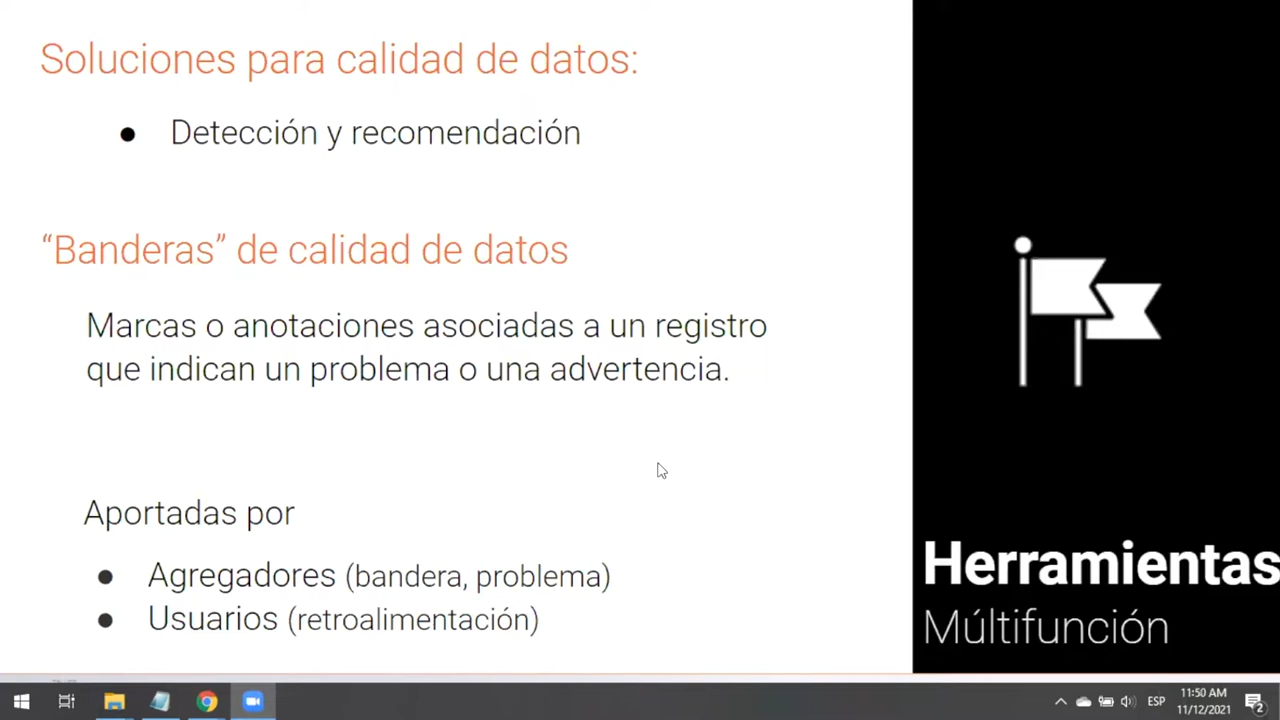 Soluciones para calidad de datos:
● Detección y recomendación
“Banderas” de calidad de datos
Marcas o anotaciones asociadas a un registro
que indican un problema o una advertencia.
Aportadas por
● Agregadores (bandera, problema)
● Usuarios (retroalimentación)
Herramientas
Múltifunción
ESP
11:50 AM
11/12/2021
2